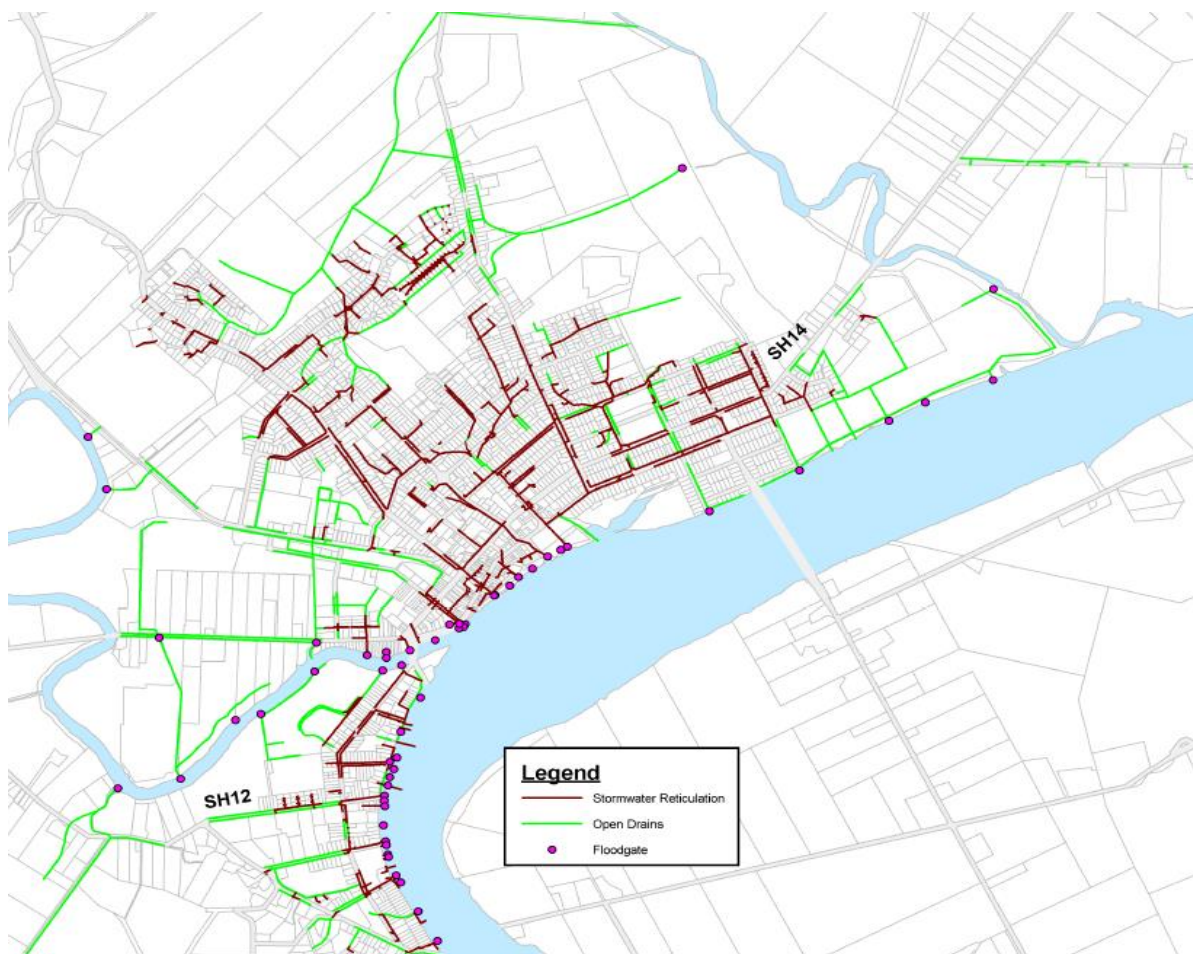 SH14
SH12
Legend
Stormwater Reticulation
Open Drains
Floodgate